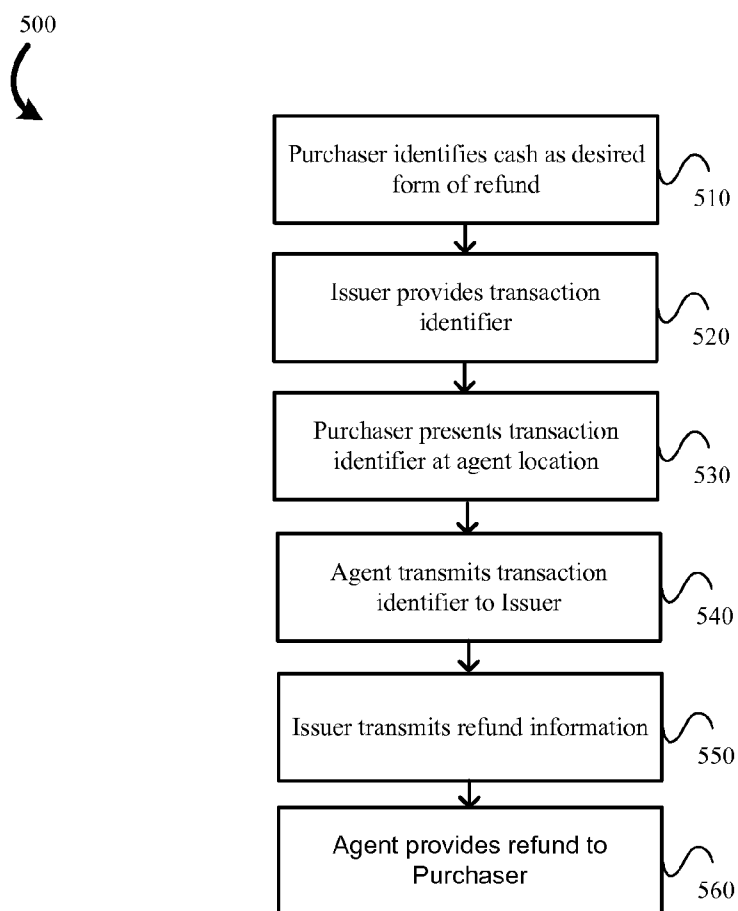 500
Purchaser identifies cash as desired
form of refund
510
Issuer provides transaction
identifier
520
Purchaser presents transaction
identifier at agent location
530
Agent transmits transaction
identifier to Issuer
540
Issuer transmits refund information
550
Agent provides refund to
Purchaser
560